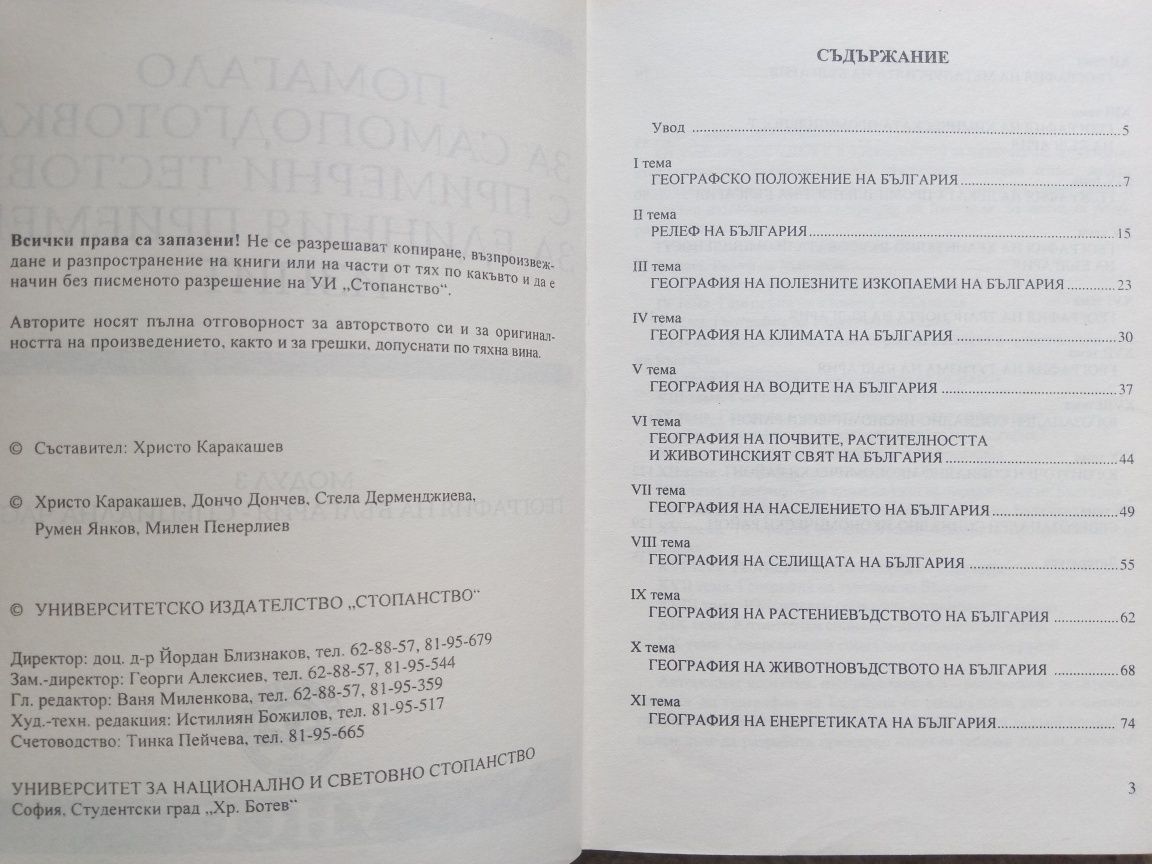 Всички права са запазени! Не се разрешават копиране, възпроизвеж-
дане и разпространение на книги или на части от тях по какъвто и да е
начин без писменото разрешение на УИ „Стопанство“.
Авторите носят пълна отговорност за авторството си и за оригинал-
ността на произведението, както и за грешки, допуснати по тяхна вина.
© Съставител: Христо Каракашев
© Христо Каракашев, Дончо Дончев, Стела Дерменджиева,
Румен Янков, Милен Пенерлиев
© УНИВЕРСИТЕТСКО ИЗДАТЕЛСТВО „СТОПАНСТВО“
Директор: доц. д-р Йордан Близнаков, тел. 62-88-57, 81-95-679
Зам.-директор: Георги Алексиев, тел. 62-88-57, 81-95-544
Гл. редактор: Ваня Миленкова, тел. 62-88-57, 81-95-359
Худ.-техн. редакция: Истилиян Божилов, тел. 81-95-517
Счетоводство: Тинка Пейчева, тел. 81-95-665
УНИВЕРСИТЕТ ЗА НАЦИОНАЛНО И СВЕТОВНО СТОПАНСТВО
София, Студентски град „Хр. Ботев“
СЪДЪРЖАНИЕ
Увод ........ 5
I тема
ГЕОГРАФСКО ПОЛОЖЕНИЕ НА БЪЛГАРИЯ ........ 7
II тема
РЕЛЕФ НА БЪЛГАРИЯ ........ 15
III тема
ГЕОГРАФИЯ НА ПОЛЕЗНИТЕ ИЗКОПАЕМИ НА БЪЛГАРИЯ ........ 23
IV тема
ГЕОГРАФИЯ НА КЛИМАТА НА БЪЛГАРИЯ ........ 30
V тема
ГЕОГРАФИЯ НА ВОДИТЕ НА БЪЛГАРИЯ ........ 37
VI тема
ГЕОГРАФИЯ НА ПОЧВИТЕ, РАСТИТЕЛНОСТТА
И ЖИВОТИНСКИЯТ СВЯТ НА БЪЛГАРИЯ ........ 44
VII тема
ГЕОГРАФИЯ НА НАСЕЛЕНИЕТО НА БЪЛГАРИЯ ........ 49
VIII тема
ГЕОГРАФИЯ НА СЕЛИЩАТА НА БЪЛГАРИЯ ........ 55
IX тема
ГЕОГРАФИЯ НА РАСТЕНИЕВЪДСТВОТО НА БЪЛГАРИЯ ........ 62
X тема
ГЕОГРАФИЯ НА ЖИВОТНОВЪДСТВОТО НА БЪЛГАРИЯ ........ 68
XI тема
ГЕОГРАФИЯ НА ЕНЕРГЕТИКАТА НА БЪЛГАРИЯ ........ 74
3